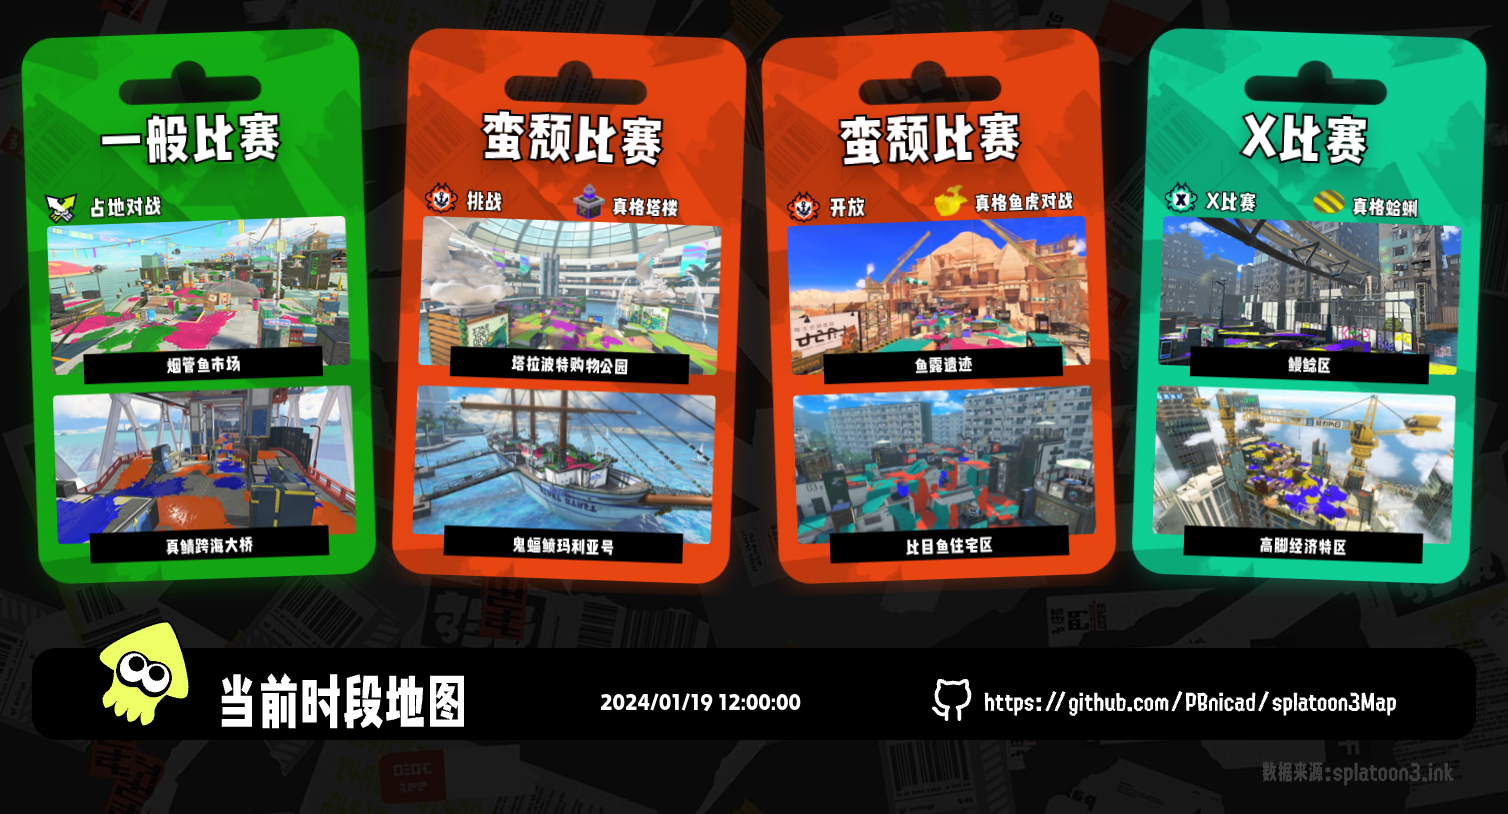 一般比赛
占地对战
烟管鱼市场
真鲭跨海大桥
蛮颓比赛
挑战
真格塔楼
塔拉波特购物公园
鬼蝠鲼玛利亚号
蛮颓比赛
开放
真格鱼虎对战
鱼露遗迹
比目鱼住宅区
X比赛
X比赛
真格蛤蜊
鳗鲶区
高脚经济特区
当前时段地图
2024/01/19 12:00:00
https://github.com/PBnicad/splatoon3Map
数据来源:splatoon3.ink